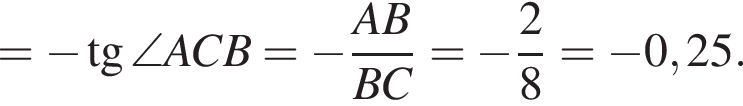 = − tg ∠ACB = −AB/BC = −2/8 = −0,25.